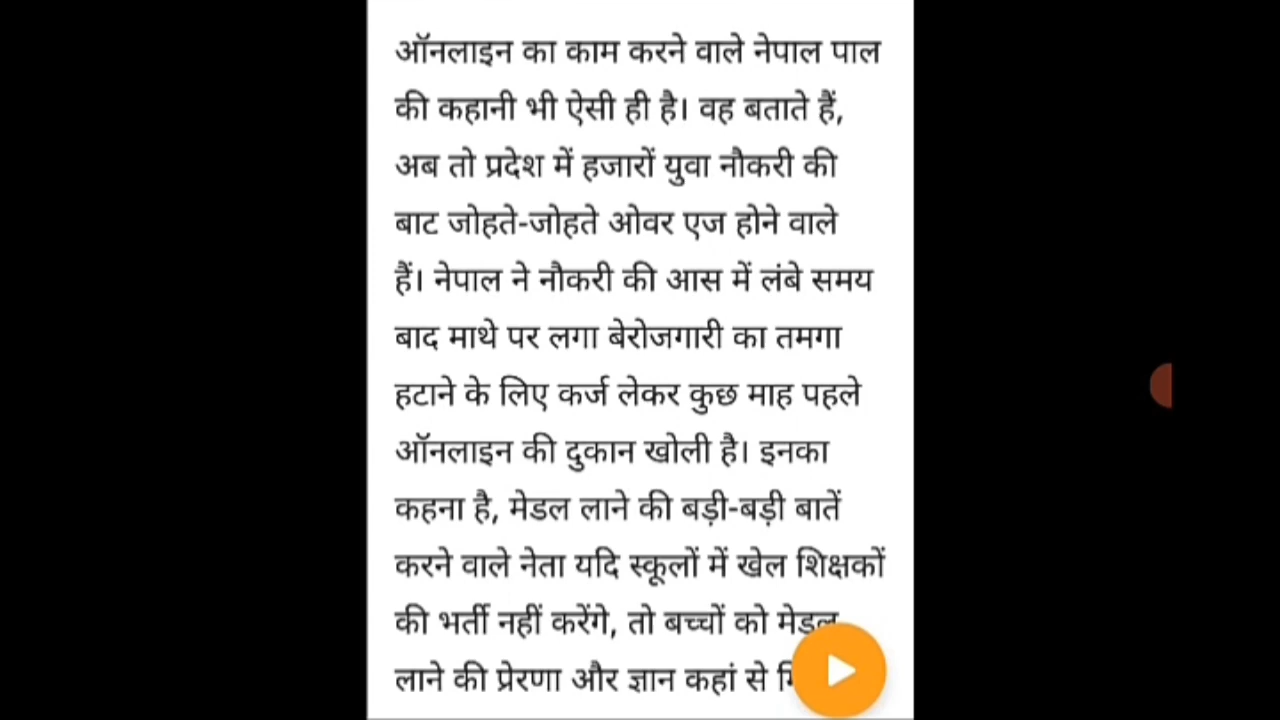 ऑनलाइन का काम करने वाले नेपाल पाल
की कहानी भी ऐसी ही है। वह बताते हैं,
अब तो प्रदेश में हजारों युवा नौकरी की
बाट जोहते-जोहते ओवर एज होने वाले
हैं। नेपाल ने नौकरी की आस में लंबे समय
बाद माथे पर लगा बेरोजगारी का तमगा
हटाने के लिए कर्ज लेकर कुछ माह पहले
ऑनलाइन की दुकान खोली है। इनका
कहना है, मेडल लाने की बड़ी-बड़ी बातें
करने वाले नेता यदि स्कूलों में खेल शिक्षकों
की भर्ती नहीं करेंगे, तो बच्चों को मेडल
लाने की प्रेरणा और ज्ञान कहां से